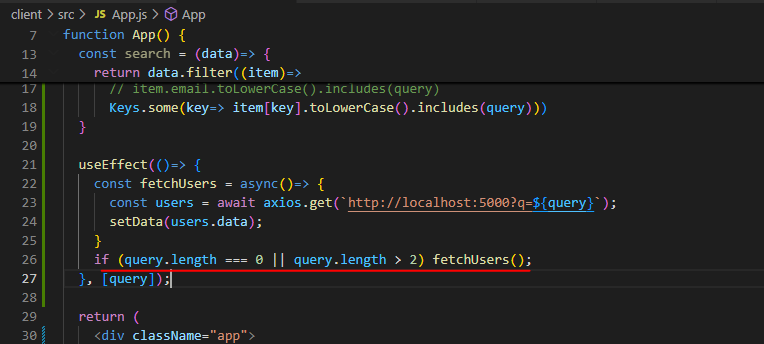 client > src > JS App.js > App
7 function App() {
13 const search = (data)=> {
14 return data.filter((item)=>
17 // item.email.toLowerCase().includes(query)
18 Keys.some(key=> item[key].toLowerCase().includes(query)))
19 }
20
21 useEffect(()=> {
22 const fetchUsers = async()=> {
23 const users = await axios.get(`http://localhost:5000?q=${query}`);
24 setData(users.data);
25 }
26 if (query.length === 0 || query.length > 2) fetchUsers();
27 }, [query]);
28
29 return (
30 <div className="app">